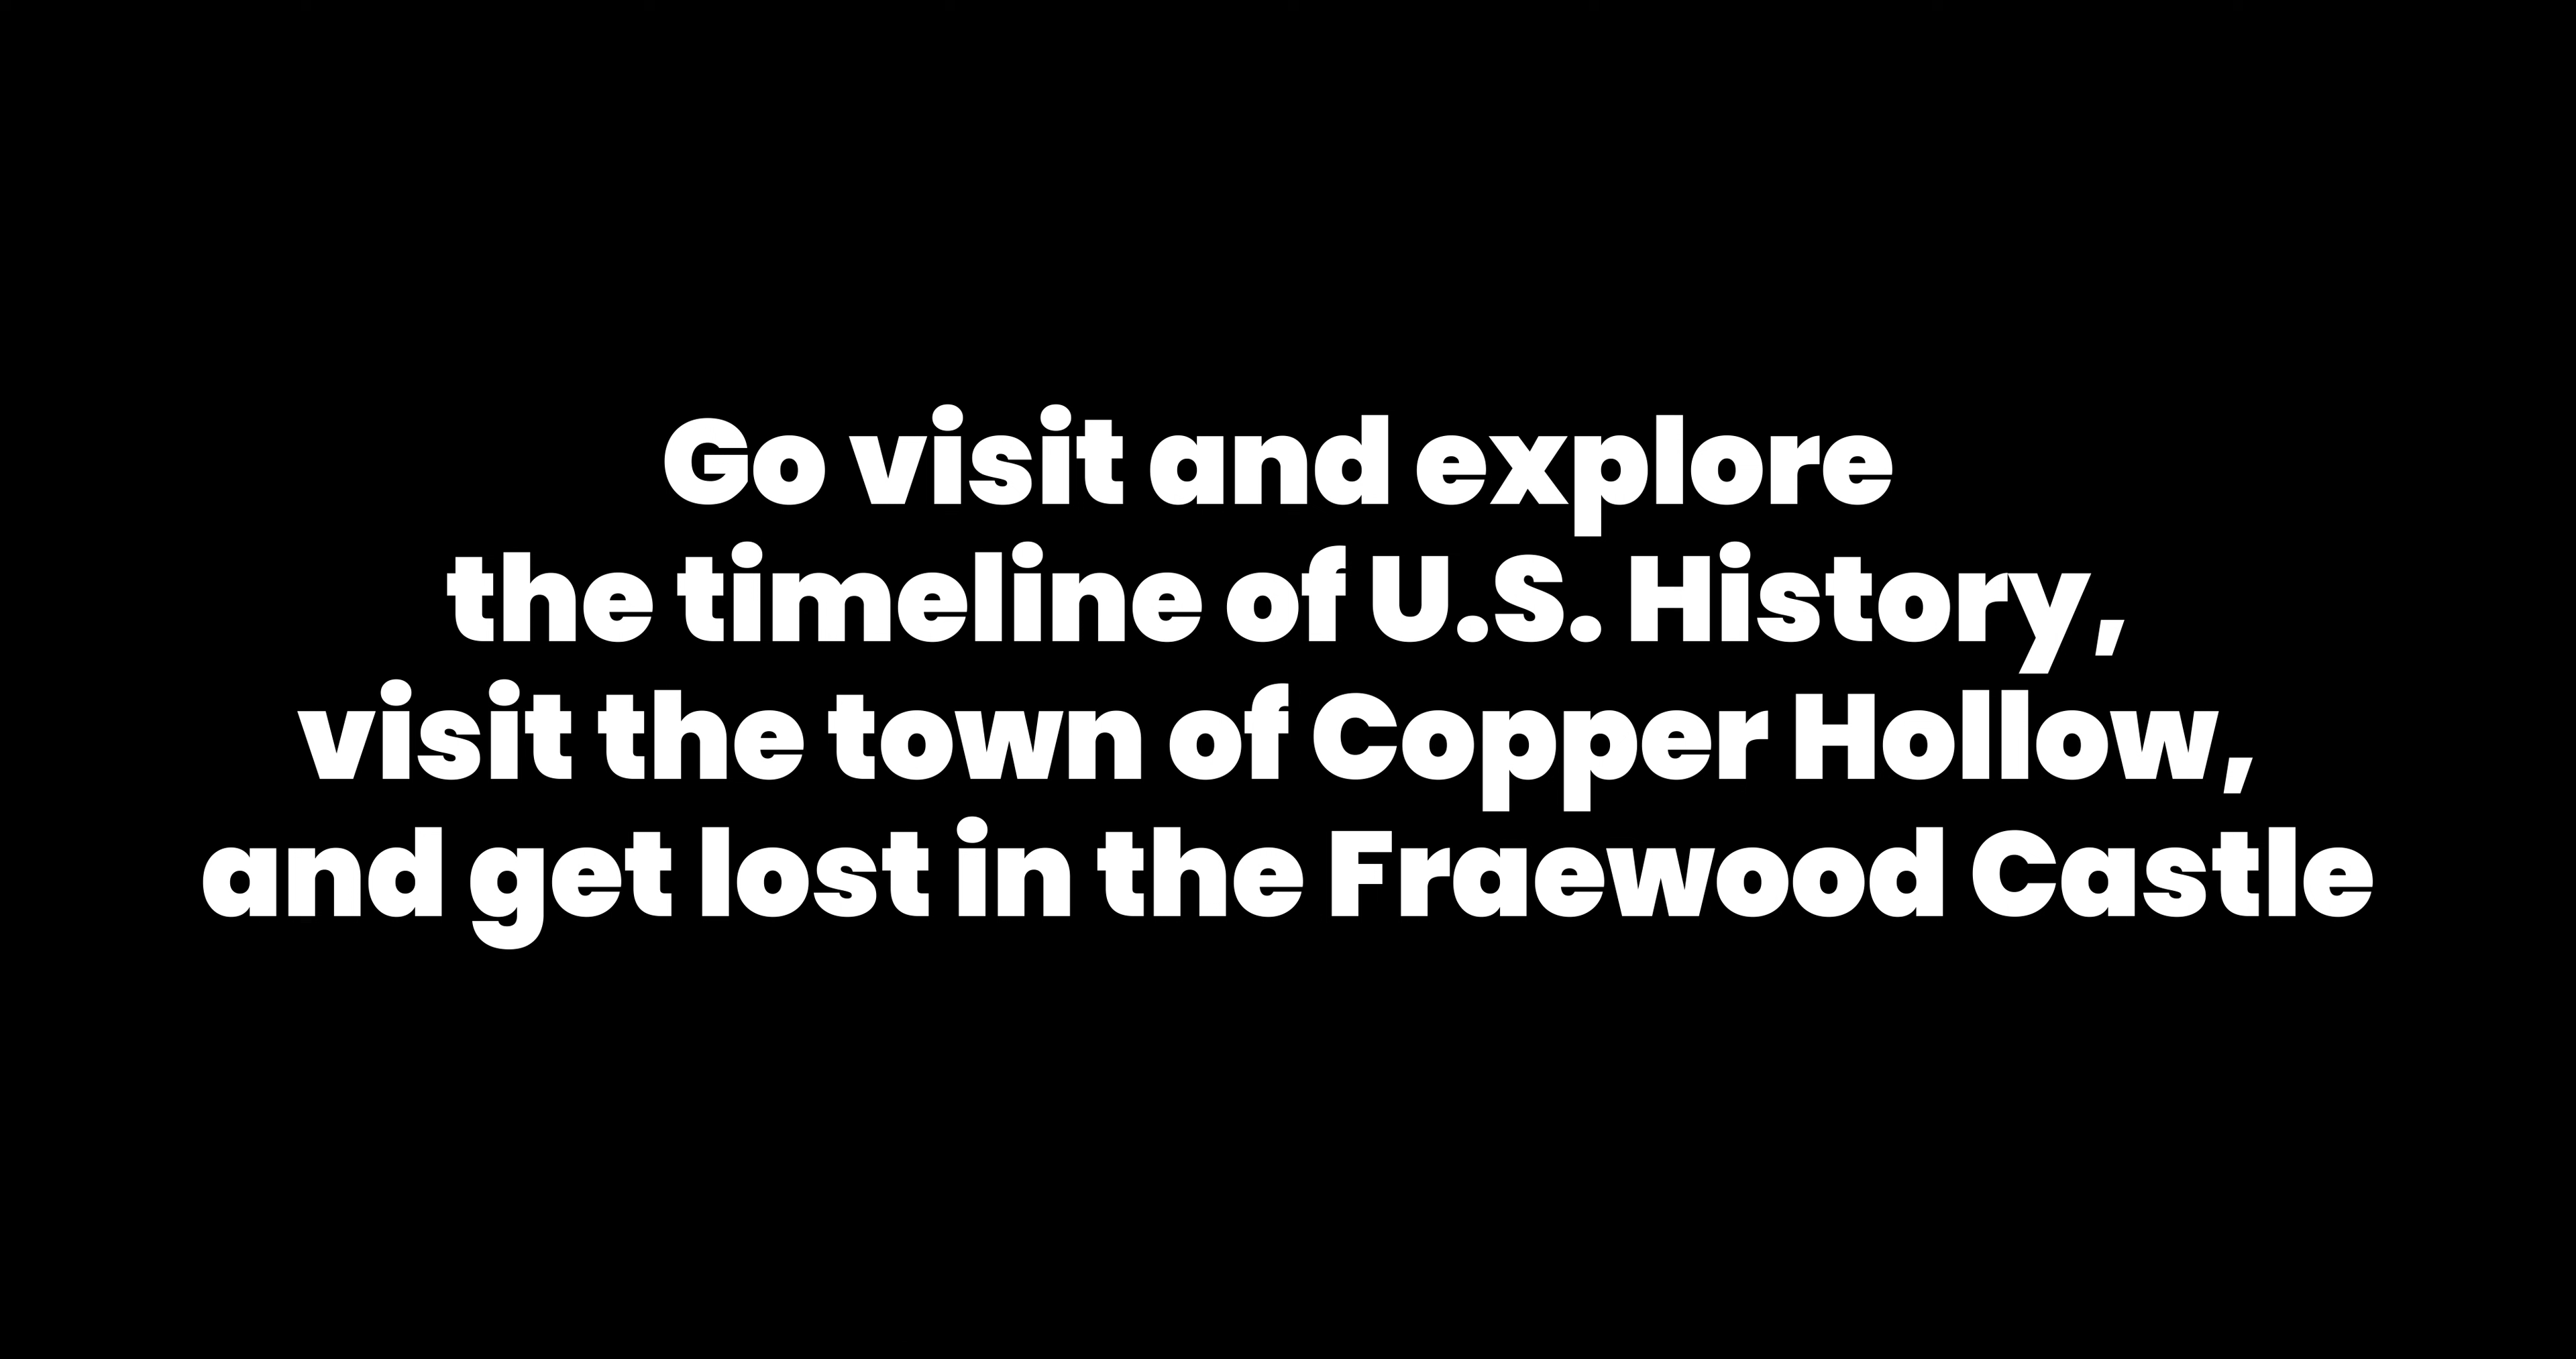 Go visit and explore
the timeline of U.S. History,
visit the town of Copper Hollow,
and get lost in the Fraewood Castle